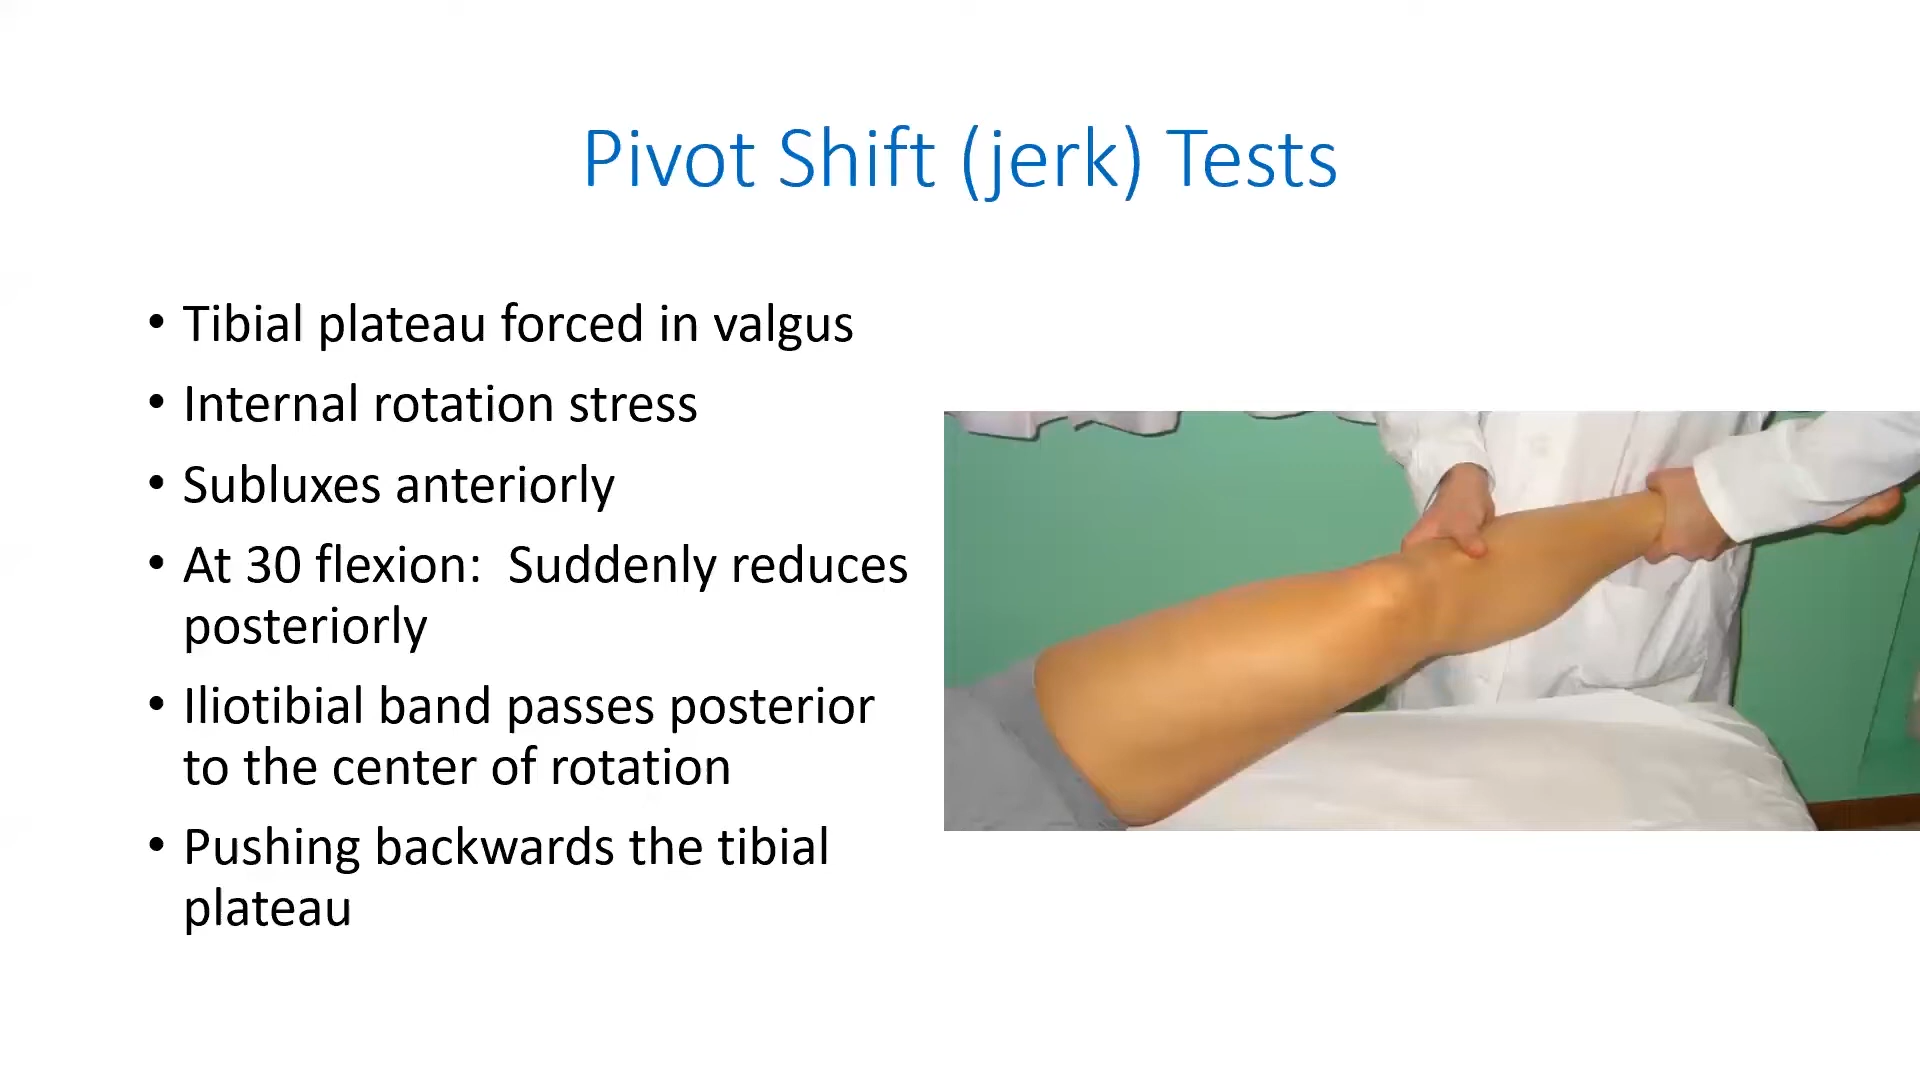 Pivot Shift (jerk) Tests
• Tibial plateau forced in valgus
• Internal rotation stress
• Subluxes anteriorly
• At 30 flexion:  Suddenly reduces
posteriorly
• Iliotibial band passes posterior
to the center of rotation
• Pushing backwards the tibial
plateau